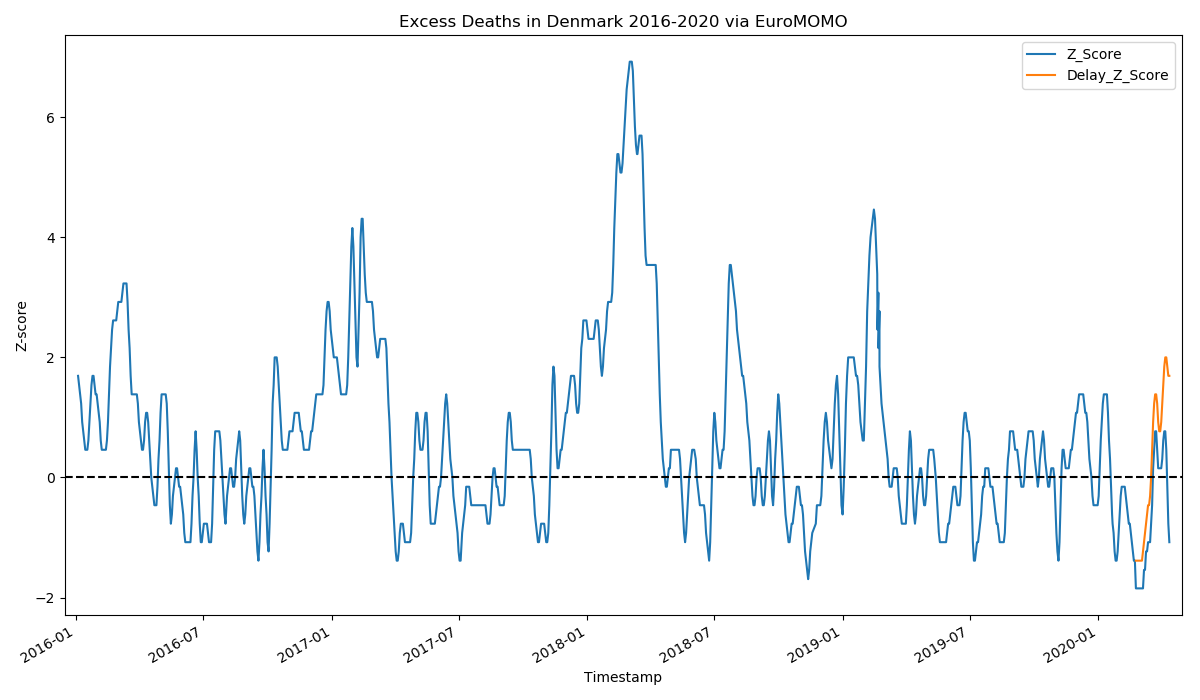 Excess Deaths in Denmark 2016-2020 via EuroMOMO
Z_Score
Delay_Z_Score
Z-score
6
4
2
0
−2
2016-01
2016-07
2017-01
2017-07
2018-01
2018-07
2019-01
2019-07
2020-01
Timestamp